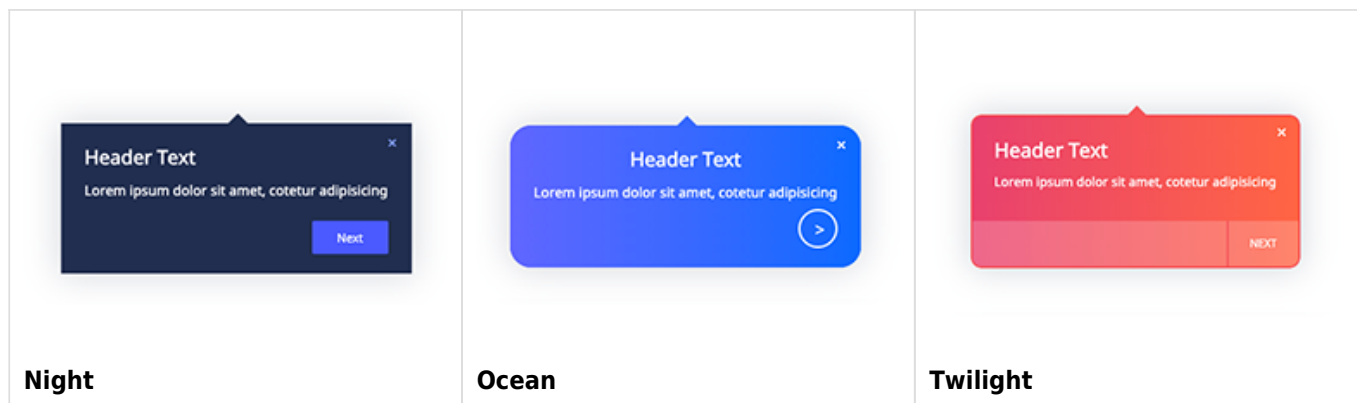 ×
Header Text
Lorem ipsum dolor sit amet, cotetur adipisicing
Next
Night
×
Header Text
Lorem ipsum dolor sit amet, cotetur adipisicing
>
Ocean
×
Header Text
Lorem ipsum dolor sit amet, cotetur adipisicing
NEXT
Twilight